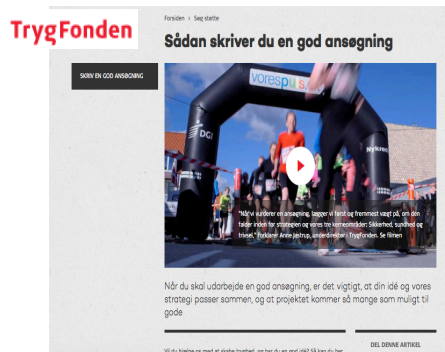 TrygFonden
Forsiden › Søg støtte
Sådan skriver du en god ansøgning
SKRIV EN GOD ANSØGNING
vorespuls.dk
DGI
Nykre
"Når vi vurderer en ansøgning, lægger vi først og fremmest vægt på, om den
falder inden for strategien og vores tre kerneområder: Sikkerhed, sundhed og
trivsel," forklarer Anne Jastrup, underdirektør i TrygFonden. Se filmen
Når du skal udarbejde en god ansøgning, er det vigtigt, at din idé og vores
strategi passer sammen, og at projektet kommer så mange som muligt til
gode
DEL DENNE ARTIKEL